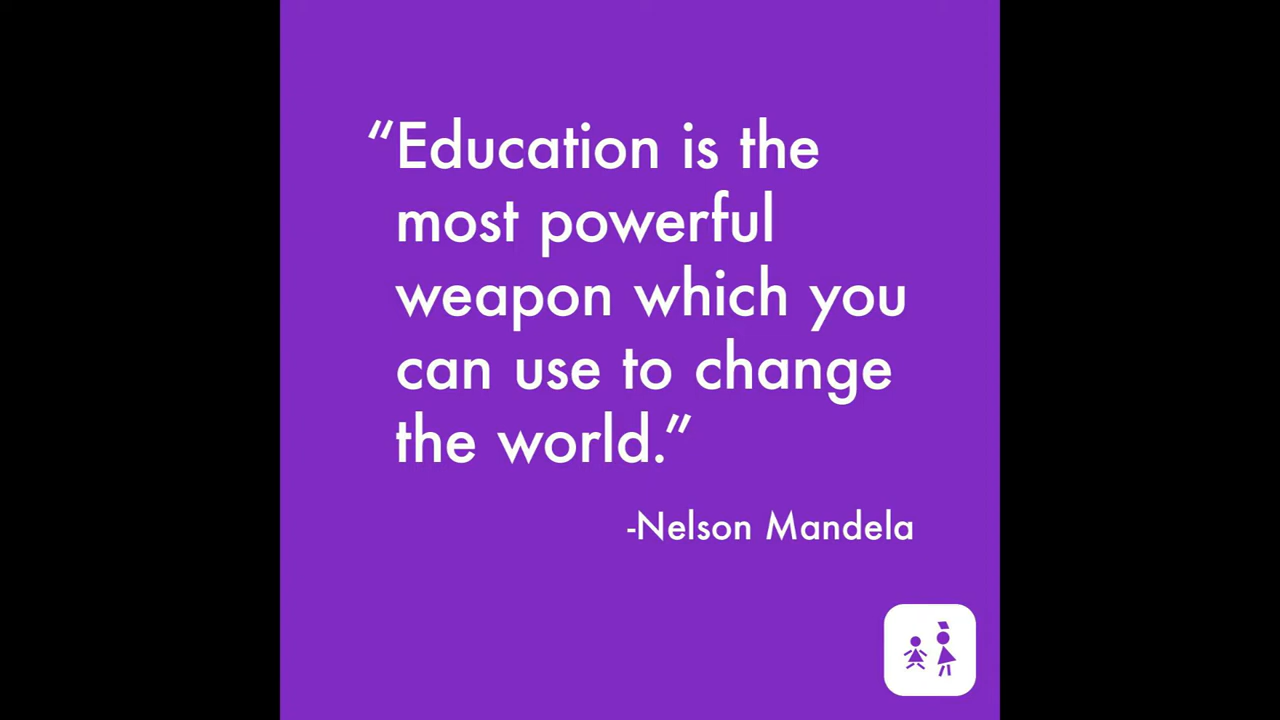 “Education is the
most powerful
weapon which you
can use to change
the world.”
-Nelson Mandela